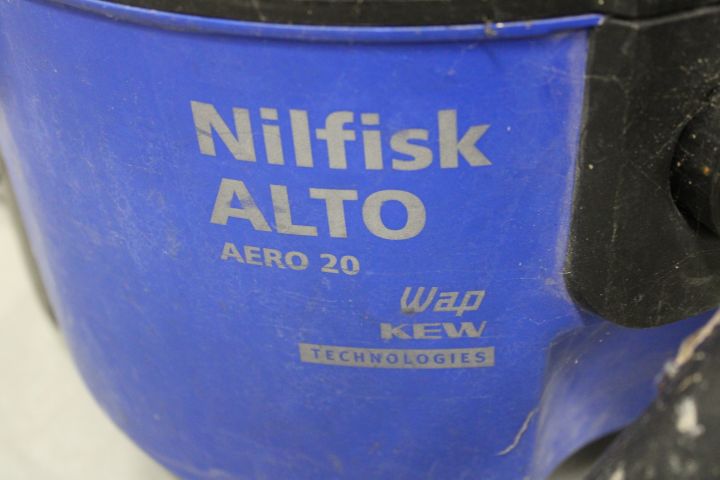 Nilfisk
ALTO
AERO 20
Wap
KEW
TECHNOLOGIES